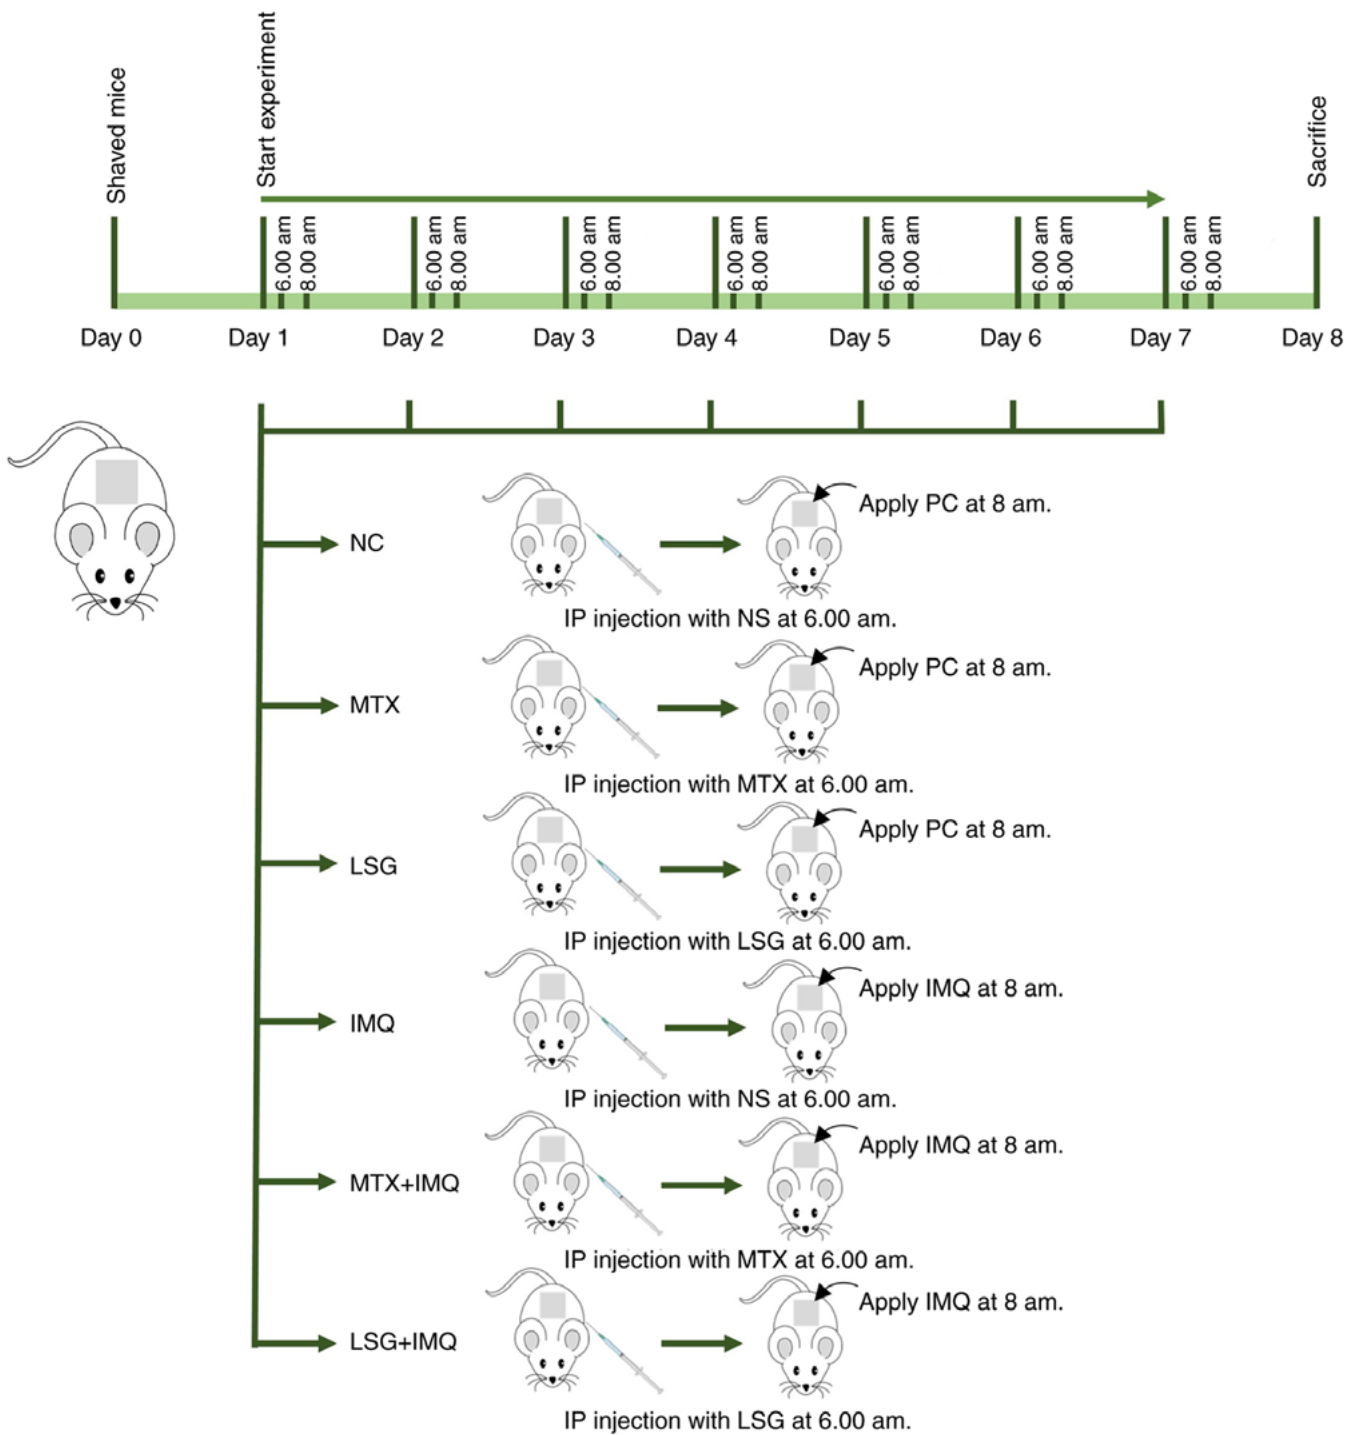 Shaved mice
Start experiment
Sacrifice
6.00 am
8.00 am
6.00 am
8.00 am
6.00 am
8.00 am
6.00 am
8.00 am
6.00 am
8.00 am
6.00 am
8.00 am
6.00 am
8.00 am
Day 0
Day 1
Day 2
Day 3
Day 4
Day 5
Day 6
Day 7
Day 8
NC
Apply PC at 8 am.
IP injection with NS at 6.00 am.
MTX
Apply PC at 8 am.
IP injection with MTX at 6.00 am.
LSG
Apply PC at 8 am.
IP injection with LSG at 6.00 am.
IMQ
Apply IMQ at 8 am.
IP injection with NS at 6.00 am.
MTX+IMQ
Apply IMQ at 8 am.
IP injection with MTX at 6.00 am.
LSG+IMQ
Apply IMQ at 8 am.
IP injection with LSG at 6.00 am.